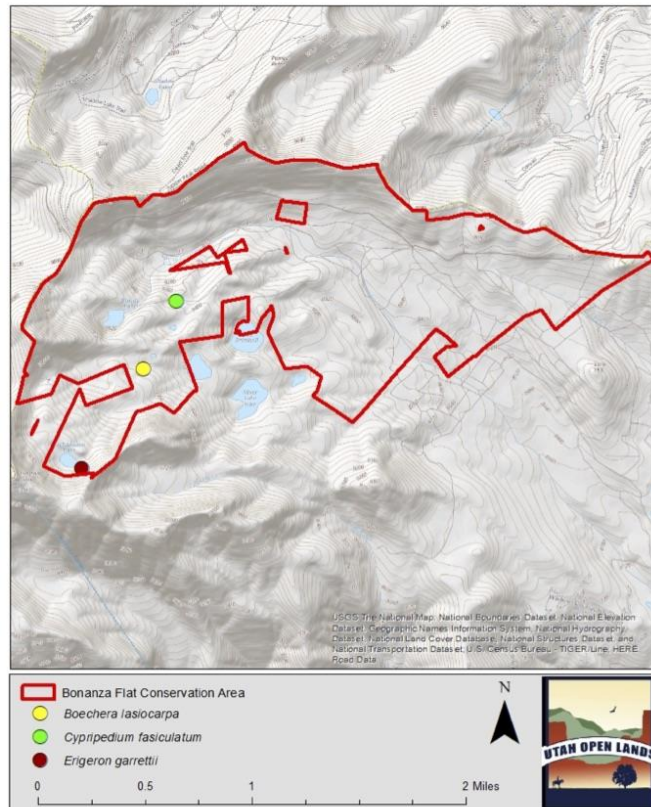 USGS The National Map: National Boundaries Dataset, National Elevation
Dataset, Geographic Names Information System, National Hydrography
Dataset, National Land Cover Database, National Structures Dataset, and
National Transportation Dataset; U.S. Census Bureau - TIGER/Line; HERE
Road Data
Bonanza Flat Conservation Area
Boechera lasiocarpa
Cypripedium fasiculatum
Erigeron garrettii
N
UTAH OPEN LANDS
0 0.5 1 2 Miles